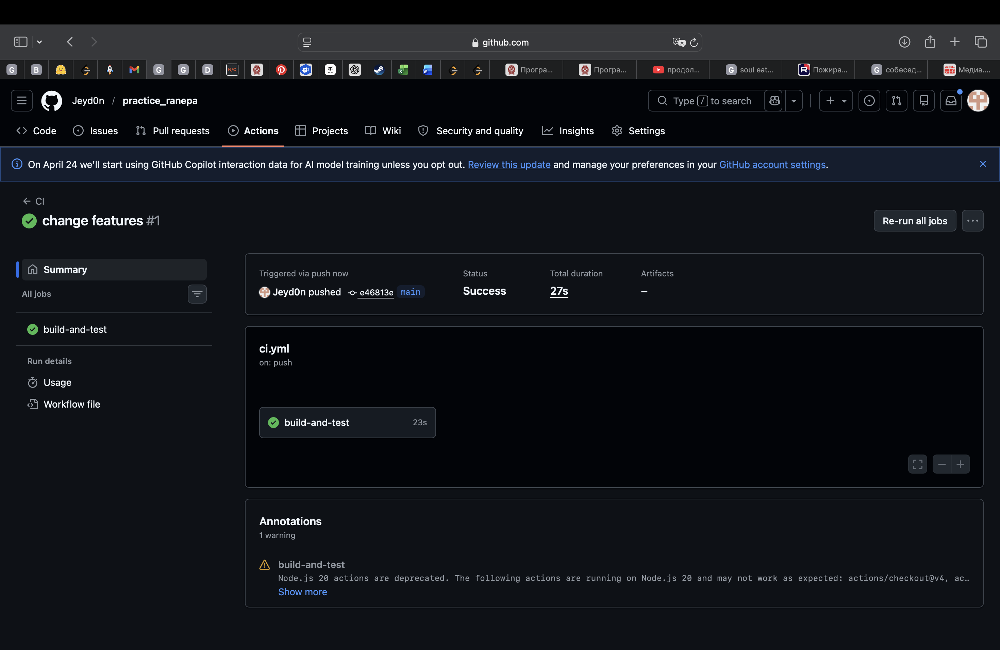 github.com
G B K/C G G D Програ... Програ... продол... G soul eat... R Пожира... G собесед... ABL Медиа....
Jeyd0n / practice_ranepa
Type / to search
Code Issues Pull requests Actions Projects Wiki Security and quality Insights Settings
On April 24 we'll start using GitHub Copilot interaction data for AI model training unless you opt out. Review this update and manage your preferences in your GitHub account settings.
CI
change features #1
Re-run all jobs
Summary
All jobs
build-and-test
Run details
Usage
Workflow file
Triggered via push now
Jeyd0n pushed e46813e main
Status
Success
Total duration
27s
Artifacts
–
ci.yml
on: push
build-and-test 23s
Annotations
1 warning
build-and-test
Node.js 20 actions are deprecated. The following actions are running on Node.js 20 and may not work as expected: actions/checkout@v4, ac…
Show more